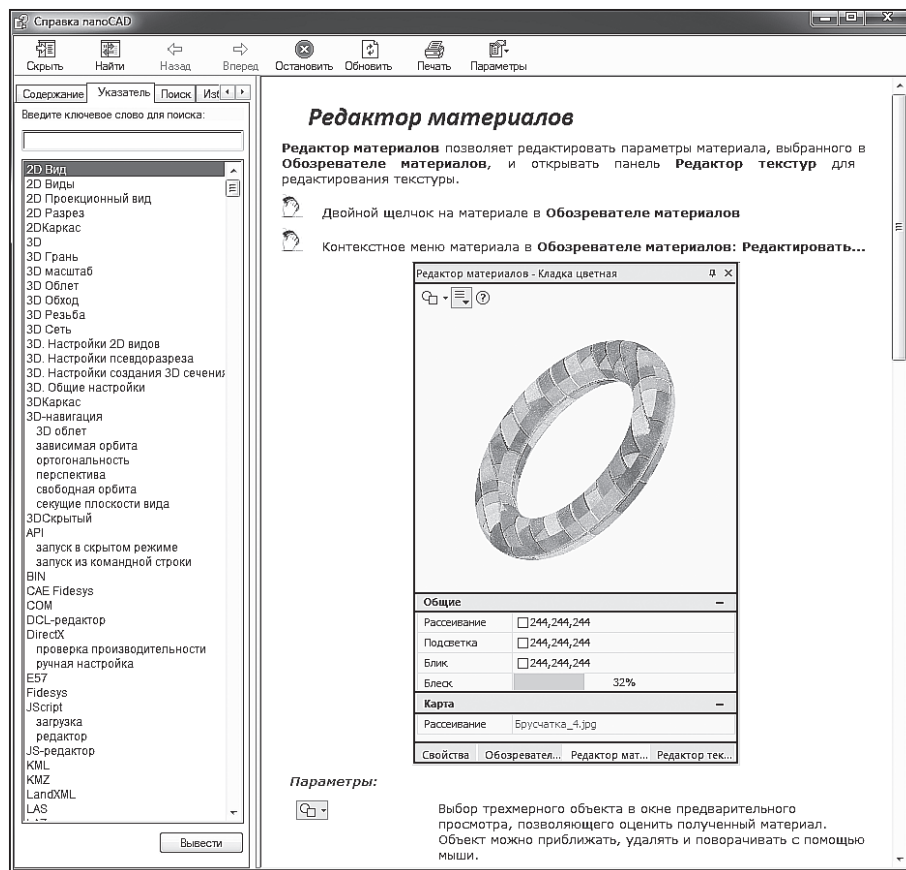 Справка nanoCAD
Скрыть Найти Назад Вперед Остановить Обновить Печать Параметры
Содержание Указатель Поиск
Введите ключевое слово для поиска:
2D Вид
2D Виды
2D Проекционный вид
2D Разрез
2DКаркас
3D
3D Грань
3D масштаб
3D Облет
3D Обход
3D Резьба
3D Сеть
3D. Настройки 2D видов
3D. Настройки псевдоразреза
3D. Настройки создания 3D сечения
3D. Общие настройки
3DКаркас
3D-навигация
3D облет
зависимая орбита
ортогональность
перспектива
свободная орбита
секущие плоскости вида
3DСкрытый
API
запуск в скрытом режиме
запуск из командной строки
BIN
CAE Fidesys
COM
DCL-редактор
DirectX
проверка производительности
ручная настройка
E57
Fidesys
JScript
загрузка
редактор
JS-редактор
KML
KMZ
LandXML
LAS
Вывести
Редактор материалов
Редактор материалов позволяет редактировать параметры материала, выбранного в
Обозревателе материалов, и открывать панель Редактор текстур для
редактирования текстуры.
Двойной щелчок на материале в Обозревателе материалов
Контекстное меню материала в Обозревателе материалов: Редактировать...
Редактор материалов - Кладка цветная
Общие
Рассеивание 244,244,244
Подсветка 244,244,244
Блик 244,244,244
Блеск 32%
Карта
Рассеивание Брусчатка_4.jpg
Свойства Обозревател... Редактор мат... Редактор тек...
Параметры:
Выбор трехмерного объекта в окне предварительного
просмотра, позволяющего оценить полученный материал.
Объект можно приближать, удалять и поворачивать с помощью
мыши.